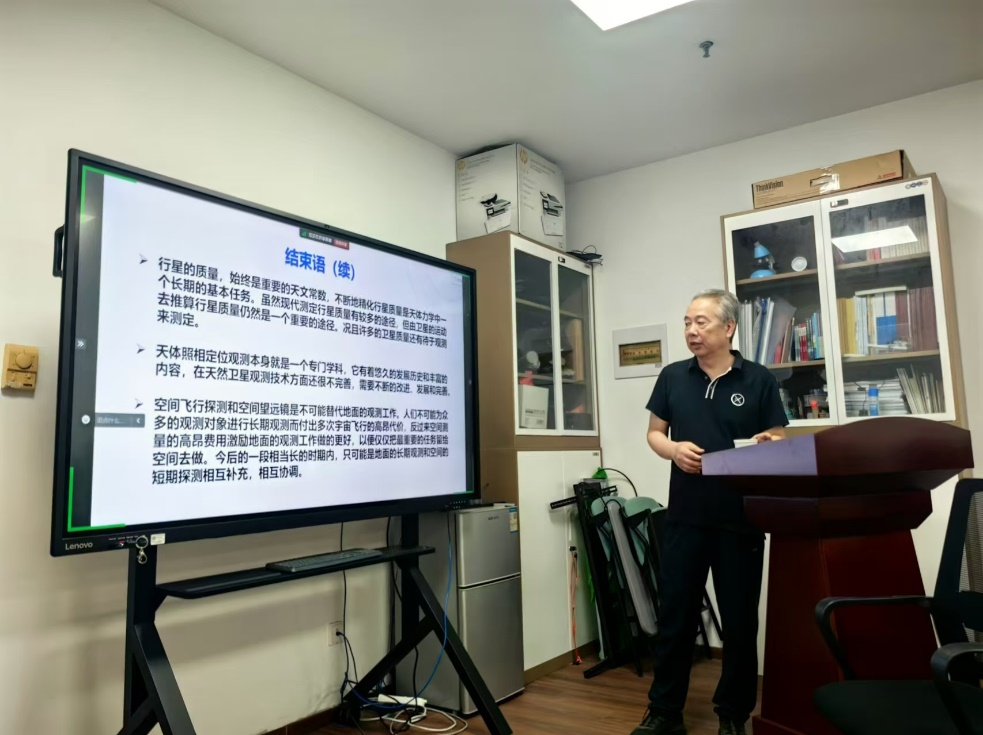 结束语（续）
行星的质量，始终是重要的天文常数，不断地精化行星质量是天体力学中一
个长期的基本任务。虽然现代测定行星质量有较多的途径，但由卫星的运动
去推算行星质量仍然是一个重要的途径，况且许多的卫星质量还有待于观测
来测定。
天体照相定位观测本身就是一个专门学科，它有着悠久的发展历史和丰富的
内容，在天然卫星观测技术方面还很不完善，需要不断的改进、发展和完善。
空间飞行探测和空间望远镜是不可能替代地面的观测工作，人们不可能为众
多的观测对象进行长期观测而付出多次宇宙飞行的高昂代价，反过来空间测
量的高昂费用激励地面的观测工作做的更好，以便仅仅把最重要的任务留给
空间去做。今后的一段相当长的时期内，只可能是地面的长期观测和空间的
短期探测相互补充，相互协调。
Lenovo
ThinkVision
hp